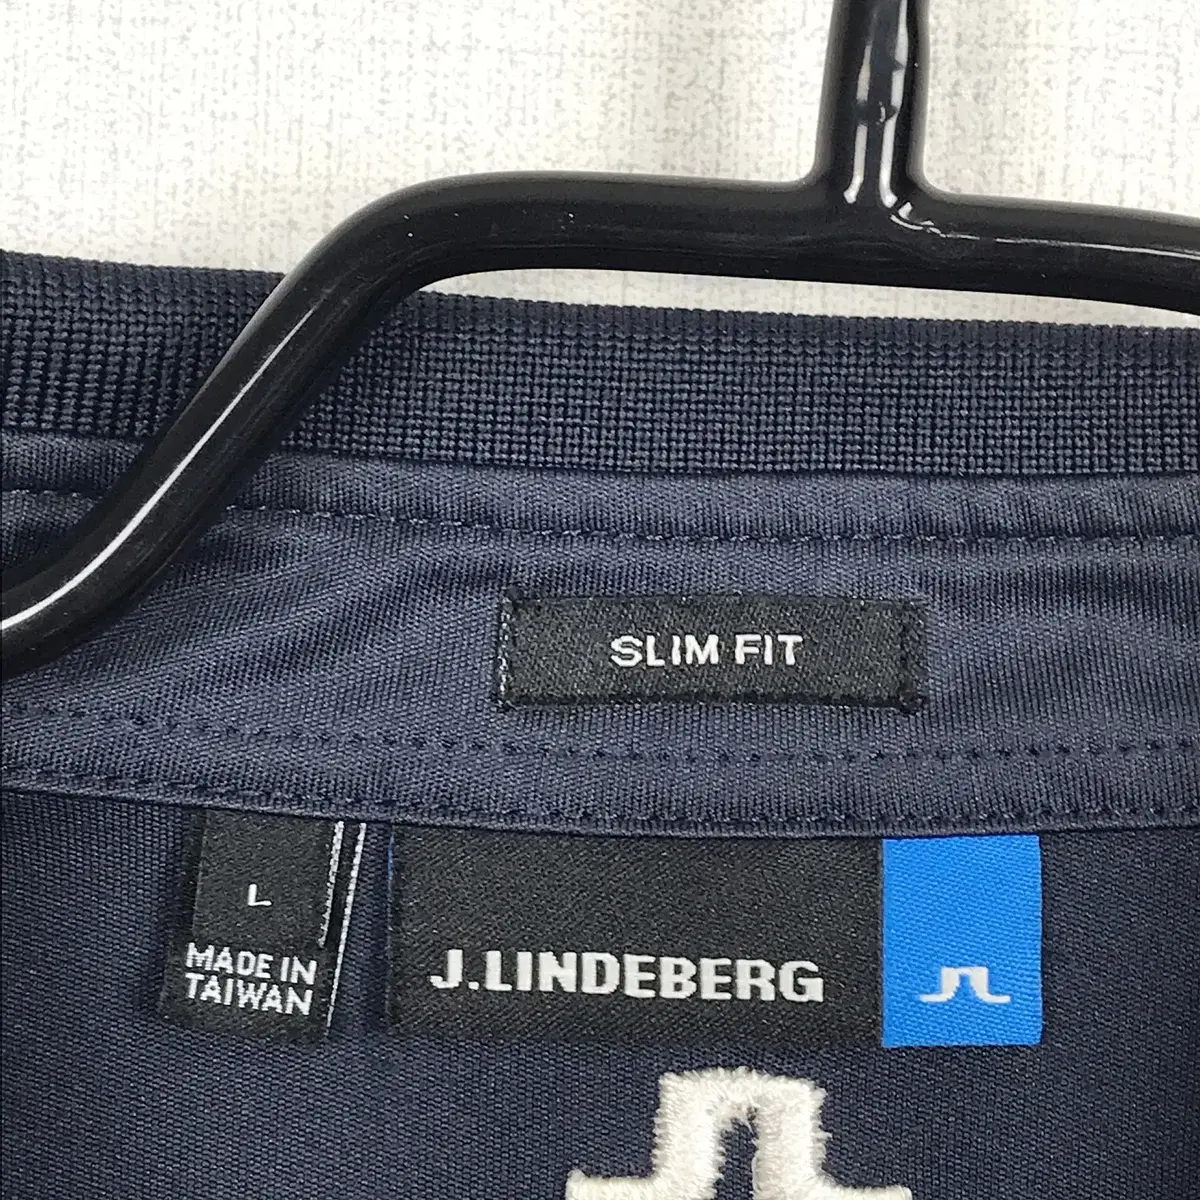 SLIM FIT
L
MADE IN
TAIWAN
J.LINDEBERG